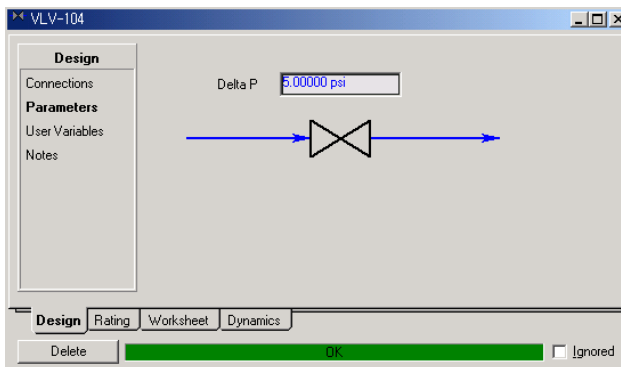 VLV-104
Design
Connections
Parameters
User Variables
Notes
Delta P 5.00000 psi
Design Rating Worksheet Dynamics
Delete OK Ignored